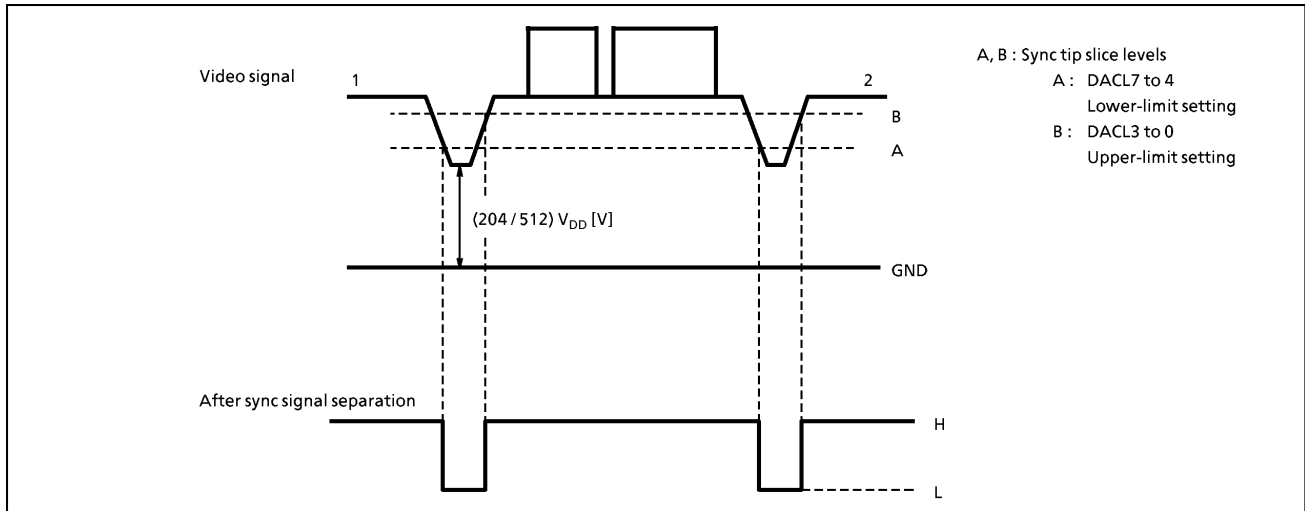 Video signal
1
2
B
A
A, B : Sync tip slice levels
A : DACL7 to 4
Lower-limit setting
B : DACL3 to 0
Upper-limit setting
(204 / 512) VDD [V]
GND
After sync signal separation
H
L